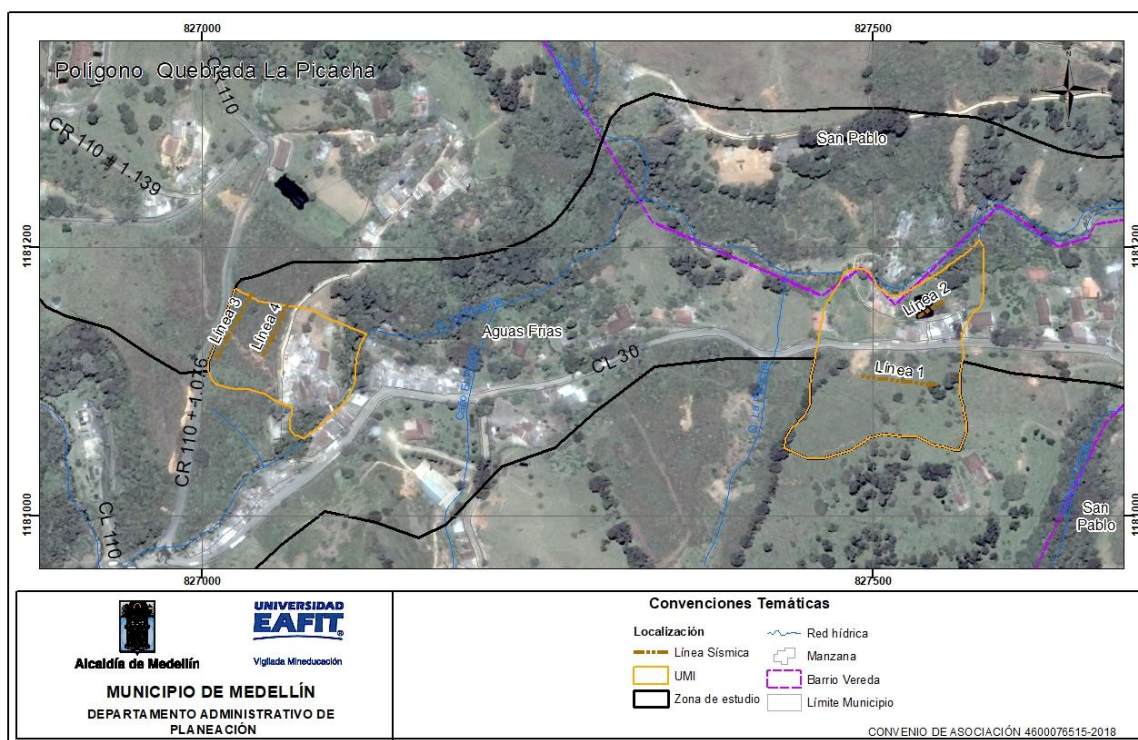 827000
827500
Polígono Quebrada La Picacha
CR 110
CR 110 + 1.139
N
W
E
S
San Pablo
1181200
1181200
Línea 3
Línea 4
Aguas Frías
Línea 2
CL 30
Línea 1
CR 110 + 1.076
1181000
CL 110
San
Pablo
1181000
827000
827500
Alcaldía de Medellín
UNIVERSIDAD
EAFIT
®
Vigilada Mineducación
MUNICIPIO DE MEDELLÍN
DEPARTAMENTO ADMINISTRATIVO DE
PLANEACIÓN
Convenciones Temáticas
Localización
Línea Sísmica
UMI
Zona de estudio
Red hídrica
Manzana
Barrio Vereda
Límite Municipio
CONVENIO DE ASOCIACIÓN 4600076515-2018